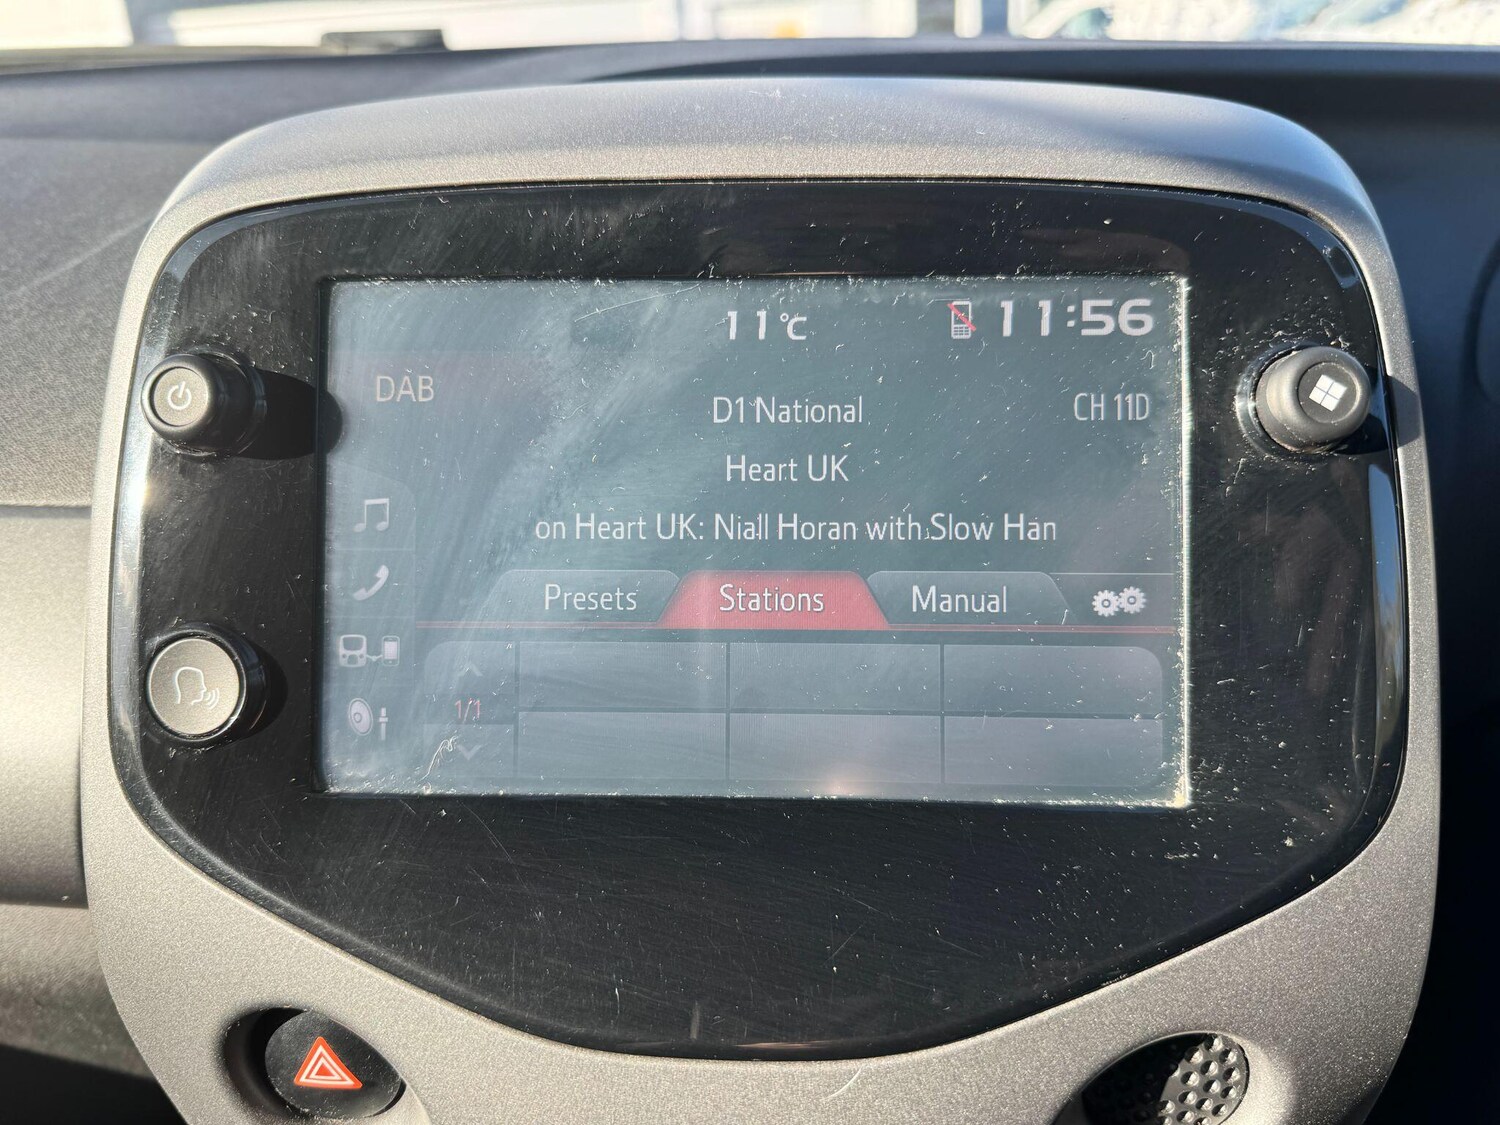 11°c 11:56
DAB
D1 National CH 11D
Heart UK
on Heart UK: Niall Horan with Slow Han
Presets Stations Manual
1/1